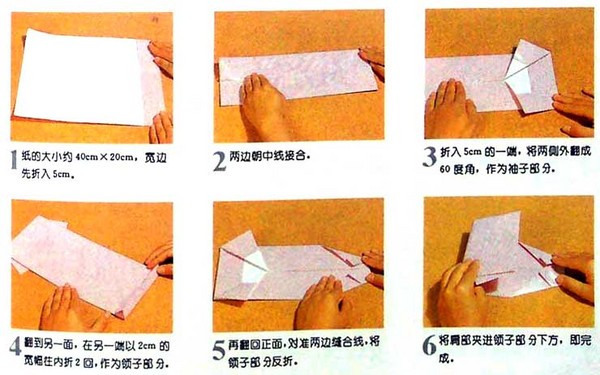 1 纸的大小约 40cm×20cm，宽边
先折入 5cm。
2 两边朝中线接合。
3 折入 5cm 的一端，将两侧外翻成
60 度角，作为袖子部分。
4 翻到另一面，在另一端以 2cm 的
宽幅往内折 2 回，作为领子部分。
5 再翻回正面，对准两边缝合线，将
领子部分反折。
6 将肩部夹进领子部分下方，即完
成。